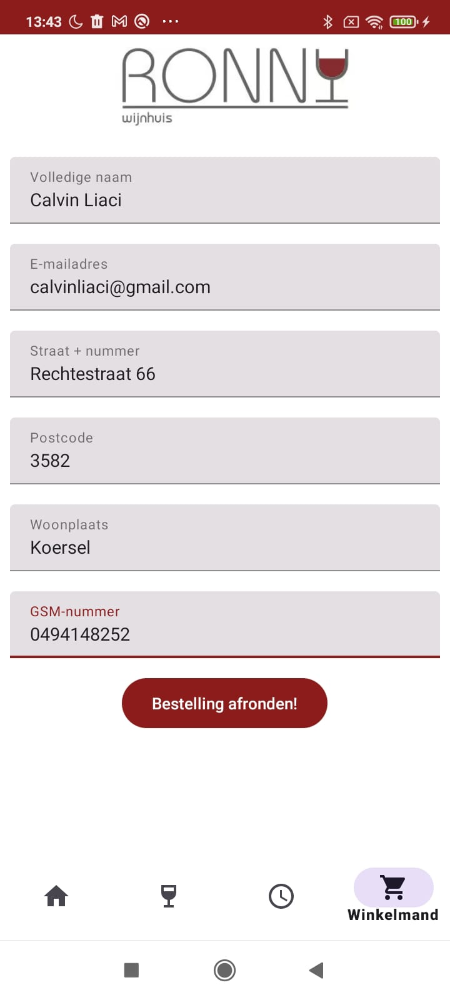 13:43
100
RONNY
wijnhuis
Volledige naam
Calvin Liaci
E-mailadres
calvinliaci@gmail.com
Straat + nummer
Rechtestraat 66
Postcode
3582
Woonplaats
Koersel
GSM-nummer
0494148252
Bestelling afronden!
Winkelmand